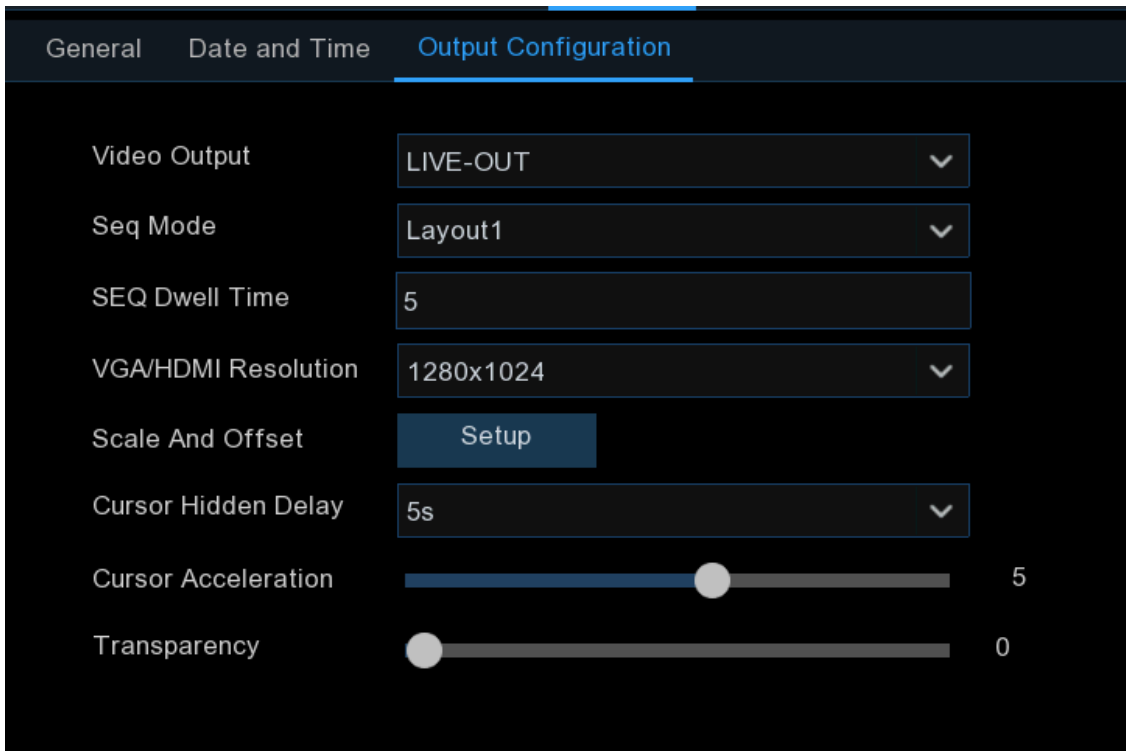 General Date and Time Output Configuration
Video Output LIVE-OUT
Seq Mode Layout1
SEQ Dwell Time 5
VGA/HDMI Resolution 1280x1024
Scale And Offset Setup
Cursor Hidden Delay 5s
Cursor Acceleration 5
Transparency 0